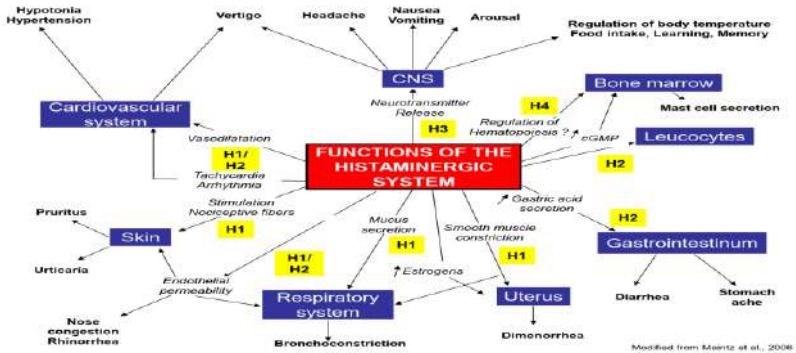 Hypotonia
Hypertension
Vertigo
Headache
Nausea
Vomiting
Arousal
Regulation of body temperature
Food intake, Learning, Memory
CNS
Cardiovascular
system
Neurotransmitter
Release
H3
H4
Bone marrow
Mast cell secretion
Regulation of
Hematopoiesis ?
cGMP
Leucocytes
H2
Vasodilatation
H1/
H2
Tachycardia
Arrhythmia
FUNCTIONS OF THE
HISTAMINERGIC
SYSTEM
Stimulation
Nociceptive fibers
H1
Pruritus
Skin
Urticaria
Endothelial
permeability
H1/
H2
Nose
congestion
Rhinorrhea
Mucus
secretion
H1
Estrogens
Respiratory
system
Bronchoconstriction
Smooth muscle
constriction
H1
Uterus
Dimenorrhea
Gastric acid
secretion
H2
Gastrointestinum
Diarrhea
Stomach
ache
Modified from Maintz et al., 2006